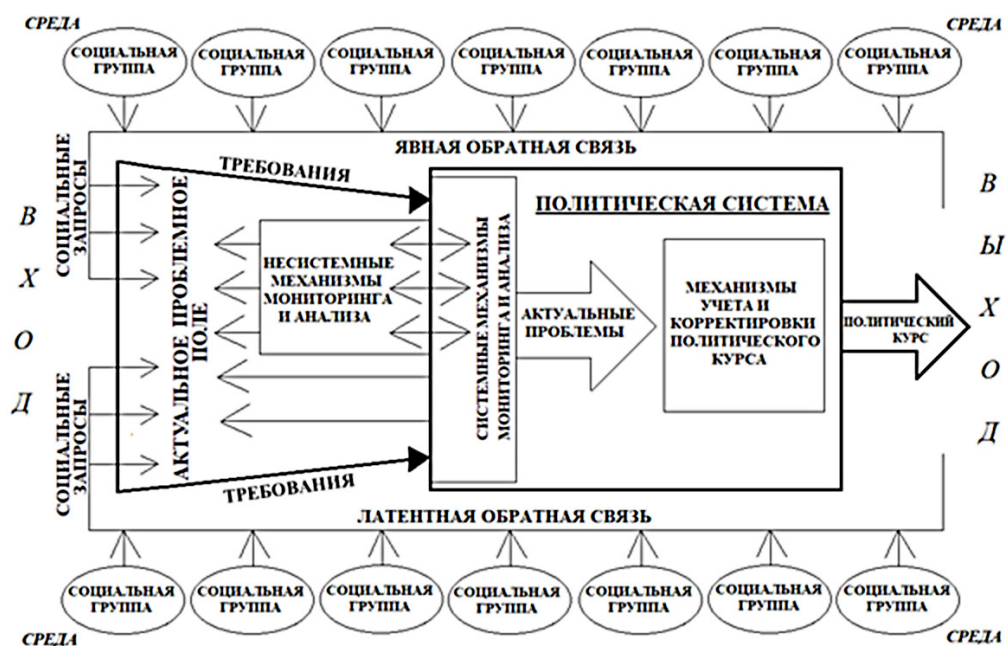 СРЕДА
СРЕДА
СОЦИАЛЬНАЯ
ГРУППА
СОЦИАЛЬНАЯ
ГРУППА
СОЦИАЛЬНАЯ
ГРУППА
СОЦИАЛЬНАЯ
ГРУППА
СОЦИАЛЬНАЯ
ГРУППА
СОЦИАЛЬНАЯ
ГРУППА
СОЦИАЛЬНАЯ
ГРУППА
ЯВНАЯ ОБРАТНАЯ СВЯЗЬ
ВХОД
СОЦИАЛЬНЫЕ
ЗАПРОСЫ
СОЦИАЛЬНЫЕ
ЗАПРОСЫ
ТРЕБОВАНИЯ
АКТУАЛЬНОЕ ПРОБЛЕМНОЕ
ПОЛЕ
НЕСИСТЕМНЫЕ
МЕХАНИЗМЫ
МОНИТОРИНГА
И АНАЛИЗА
СИСТЕМНЫЕ МЕХАНИЗМЫ
МОНИТОРИНГА И АНАЛИЗА
ПОЛИТИЧЕСКАЯ СИСТЕМА
АКТУАЛЬНЫЕ
ПРОБЛЕМЫ
МЕХАНИЗМЫ
УЧЕТА И
КОРРЕКТИРОВКИ
ПОЛИТИЧЕСКОГО
КУРСА
ПОЛИТИЧЕСКИЙ
КУРС
ВЫХОД
ТРЕБОВАНИЯ
ЛАТЕНТНАЯ ОБРАТНАЯ СВЯЗЬ
СОЦИАЛЬНАЯ
ГРУППА
СОЦИАЛЬНАЯ
ГРУППА
СОЦИАЛЬНАЯ
ГРУППА
СОЦИАЛЬНАЯ
ГРУППА
СОЦИАЛЬНАЯ
ГРУППА
СОЦИАЛЬНАЯ
ГРУППА
СОЦИАЛЬНАЯ
ГРУППА
СРЕДА
СРЕДА